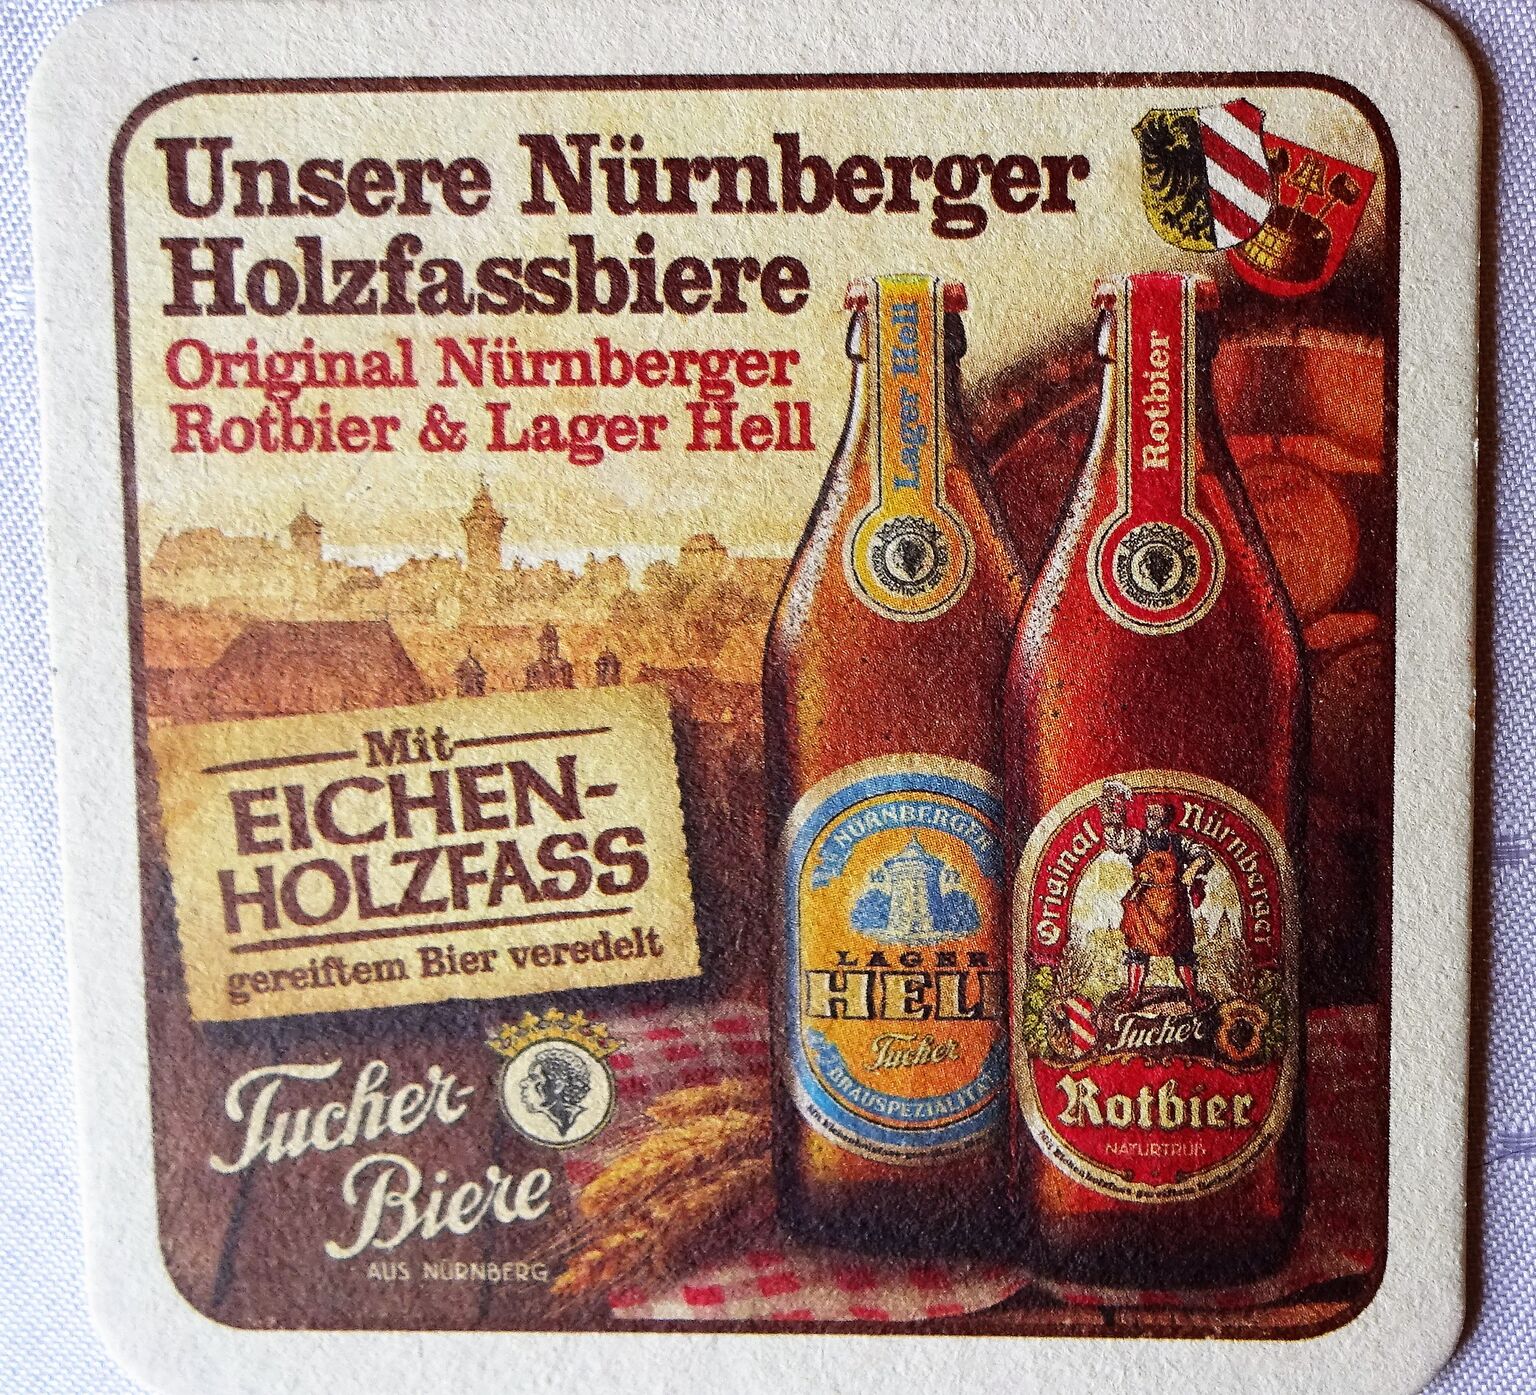 Unsere Nürnberger
Holzfassbiere
Original Nürnberger
Rotbier & Lager Hell
Lager Hell
Rotbier
Mit
EICHEN-
HOLZFASS
gereiftem Bier veredelt
Tucher-
Biere
AUS NÜRNBERG
NÜRNBERGER
LAGER
HELL
Tucher
BRAUSPEZIALITÄT
Original Nürnberger
Tucher
Rotbier
NATURTRÜB